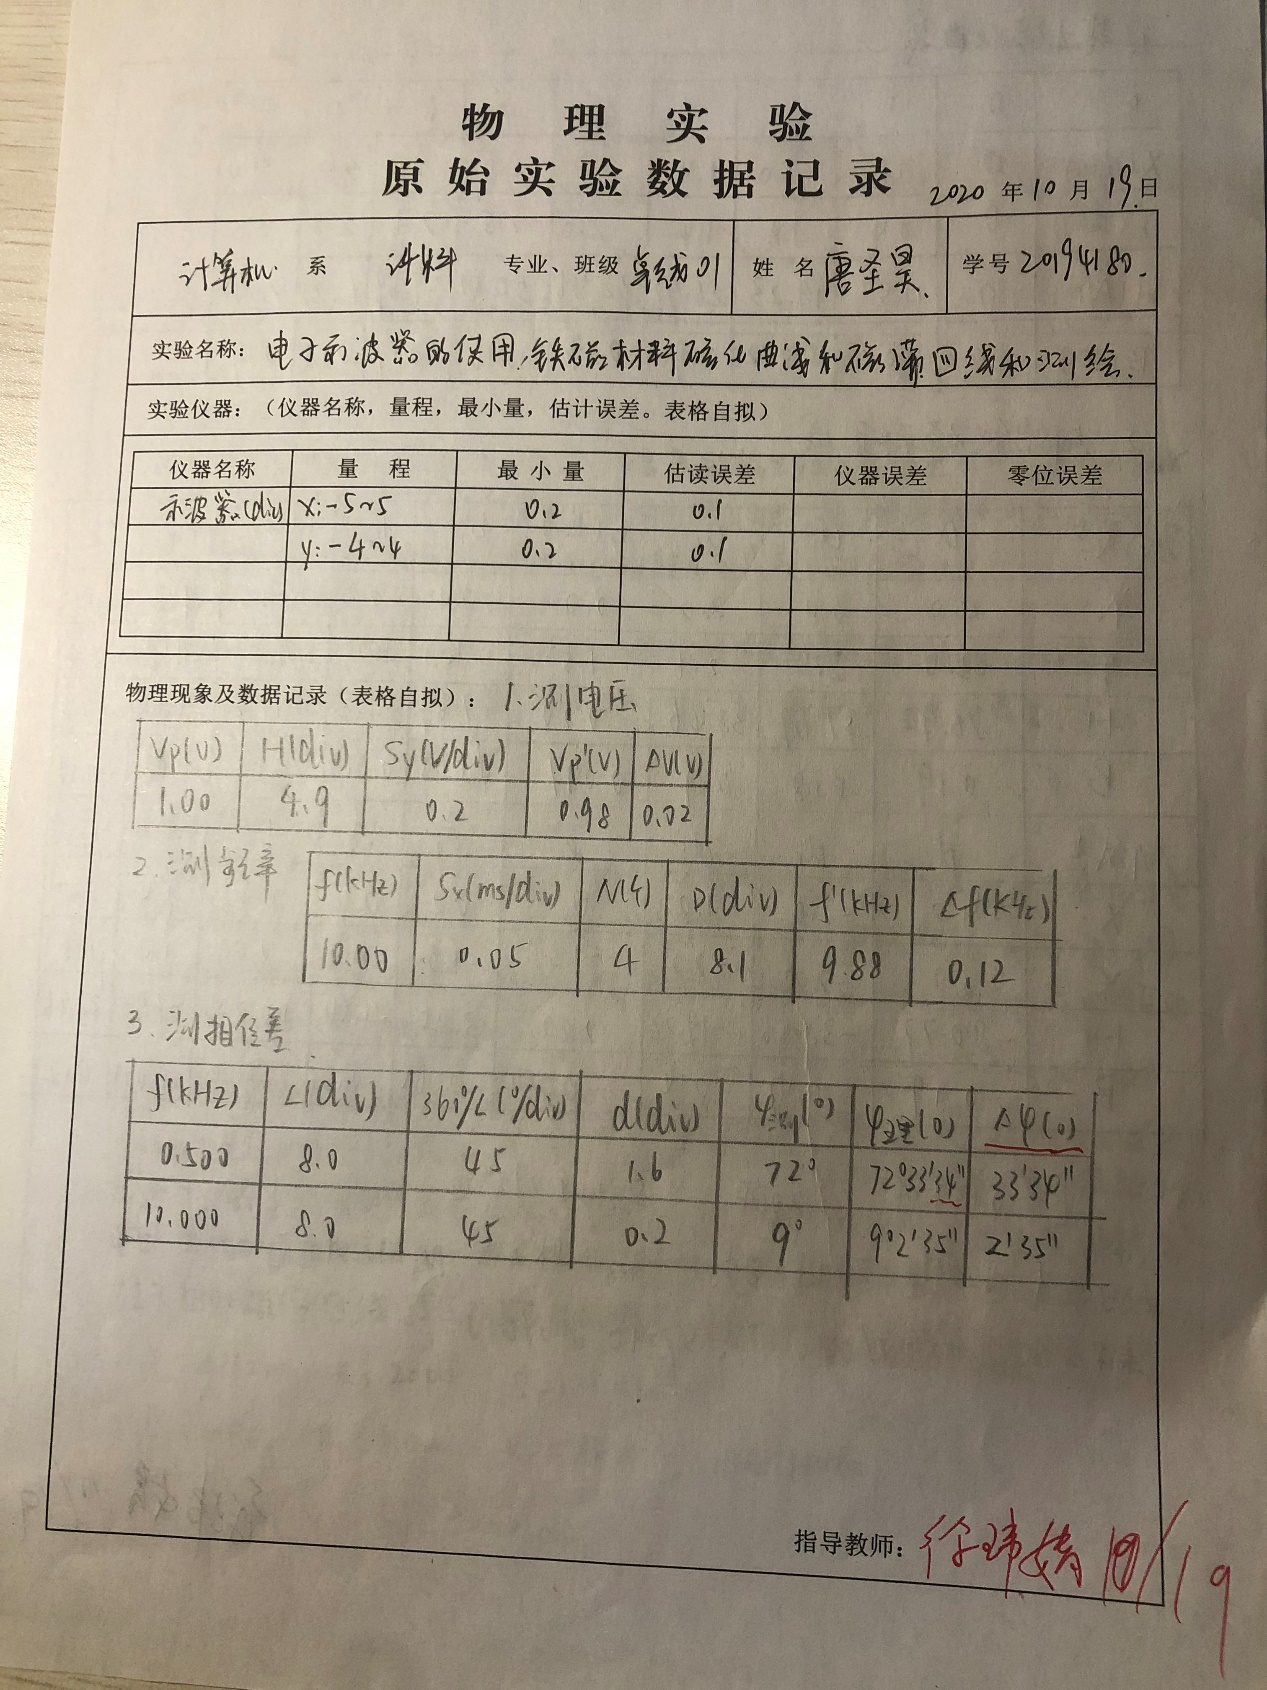 物理实验
原始实验数据记录
2020 年 10 月 19 日
计算机 系 计科 专业、班级 卓越01 姓名 唐圣昊 学号 20194180
实验名称：电子示波器的使用，铁磁材料磁化曲线和磁滞回线和测绘.
实验仪器：（仪器名称，量程，最小量，估计误差。表格自拟）
仪器名称 量程 最小量 估读误差 仪器误差 零位误差
示波器(div) x:-5~5 0.2 0.1
y:-4~4 0.2 0.1
物理现象及数据记录（表格自拟）： 1.测电压
Vp(V) H(div) Sy(V/div) Vp'(V) ΔV(V)
1.00 4.9 0.2 0.98 0.02
2.测频率
f(kHz) Sx(ms/div) N(个) D(div) f'(kHz) Δf(kHz)
10.00 0.05 4 8.1 9.88 0.12
3.测相位差
f(kHz) L(div) 360°/L(°/div) d(div) φ测(°) φ理(°) Δφ(°)
0.500 8.0 45 1.6 72° 72°33'34" 33'34"
10.000 8.0 45 0.2 9° 9°2'35" 2'35"
指导教师：徐玮婧 10/19